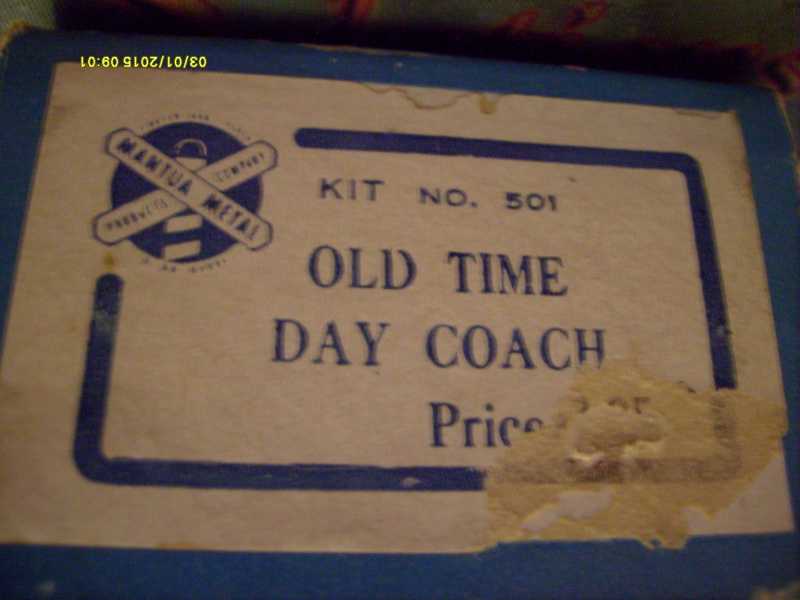 03/01/2015 09:01
MANTUA METAL
PRODUCTS COMPANY
KIT NO. 501
OLD TIME
DAY COACH
Price